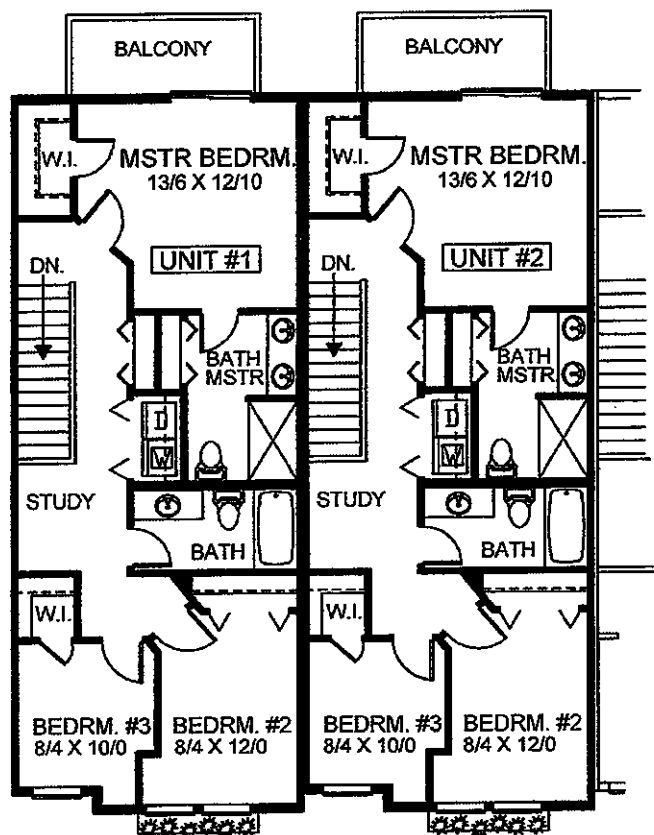 BALCONY
W.I.
MSTR BEDRM.
13/6 X 12/10
UNIT #1
DN.
BATH
MSTR
D
W
STUDY
BATH
W.I.
BEDRM. #3
8/4 X 10/0
BEDRM. #2
8/4 X 12/0
BALCONY
W.I.
MSTR BEDRM.
13/6 X 12/10
UNIT #2
DN.
BATH
MSTR
D
W
STUDY
BATH
W.I.
BEDRM. #3
8/4 X 10/0
BEDRM. #2
8/4 X 12/0